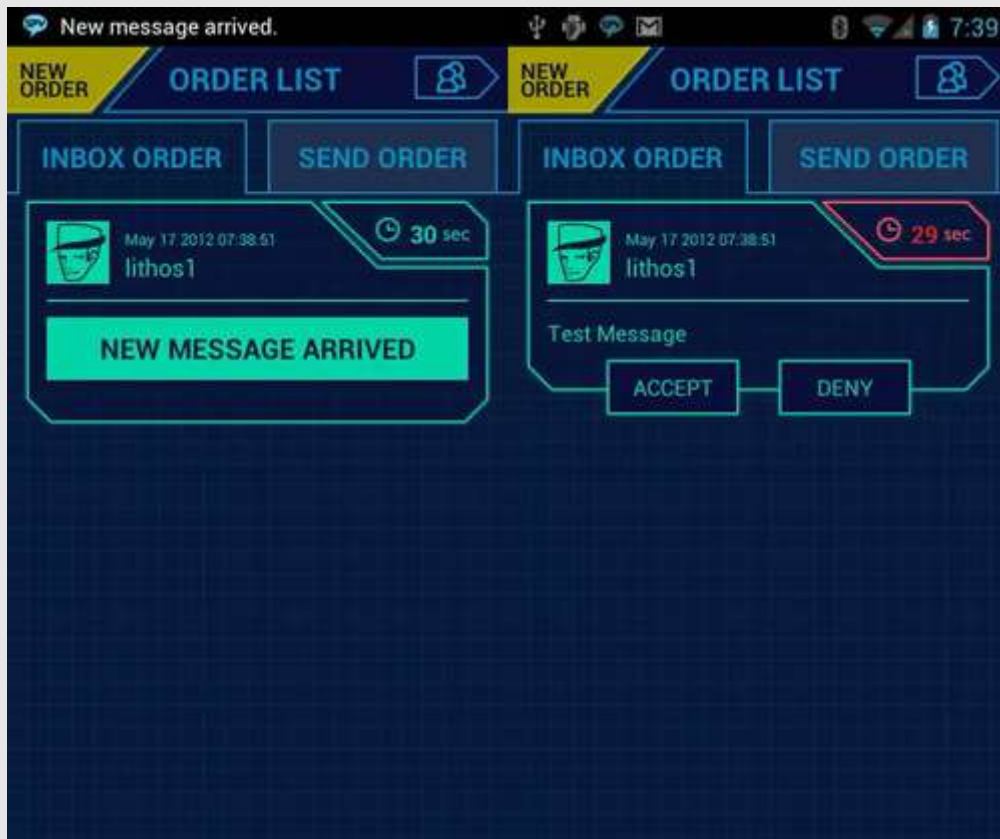 New message arrived.
NEW
ORDER
ORDER LIST
INBOX ORDER
SEND ORDER
May 17 2012 07:38:51
lithos1
30 sec
NEW MESSAGE ARRIVED
7:39
NEW
ORDER
ORDER LIST
INBOX ORDER
SEND ORDER
May 17 2012 07:38:51
lithos1
29 sec
Test Message
ACCEPT
DENY